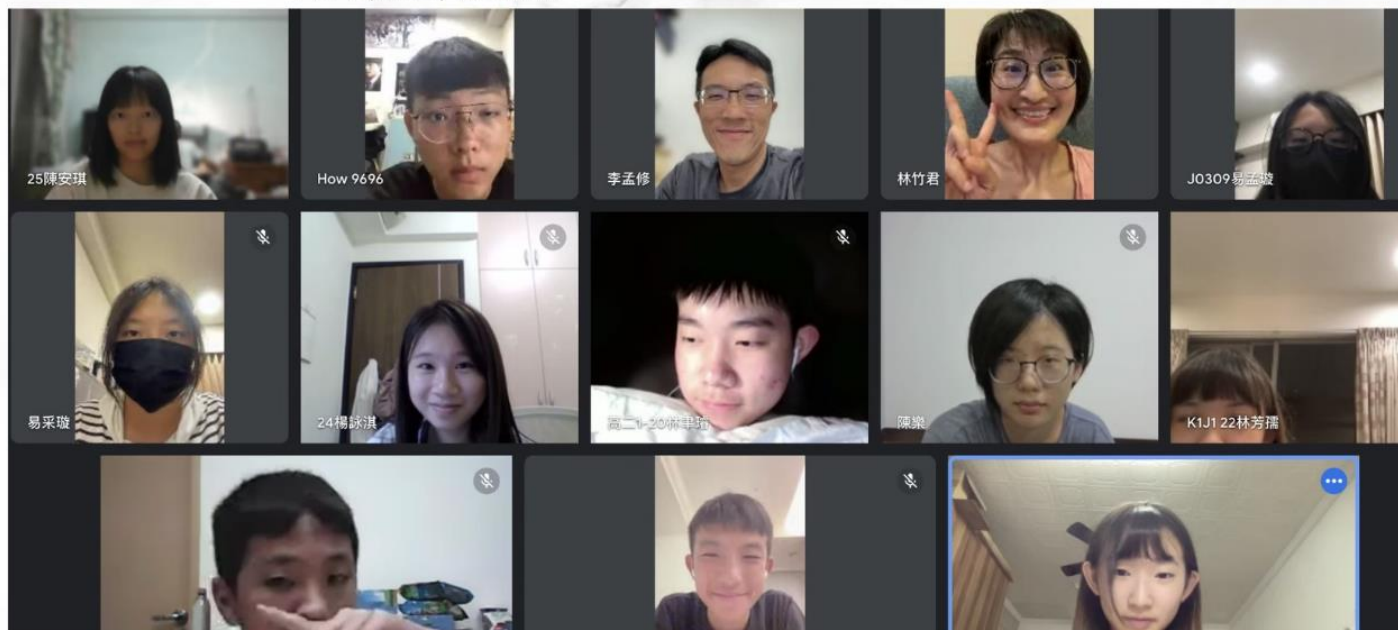 25陳安琪
How 9696
李孟修
林竹君
J0309易孟璇
易采璇
24楊詠淇
高二1-20林聿瑄
陳樂
K1J1 22林芳孺